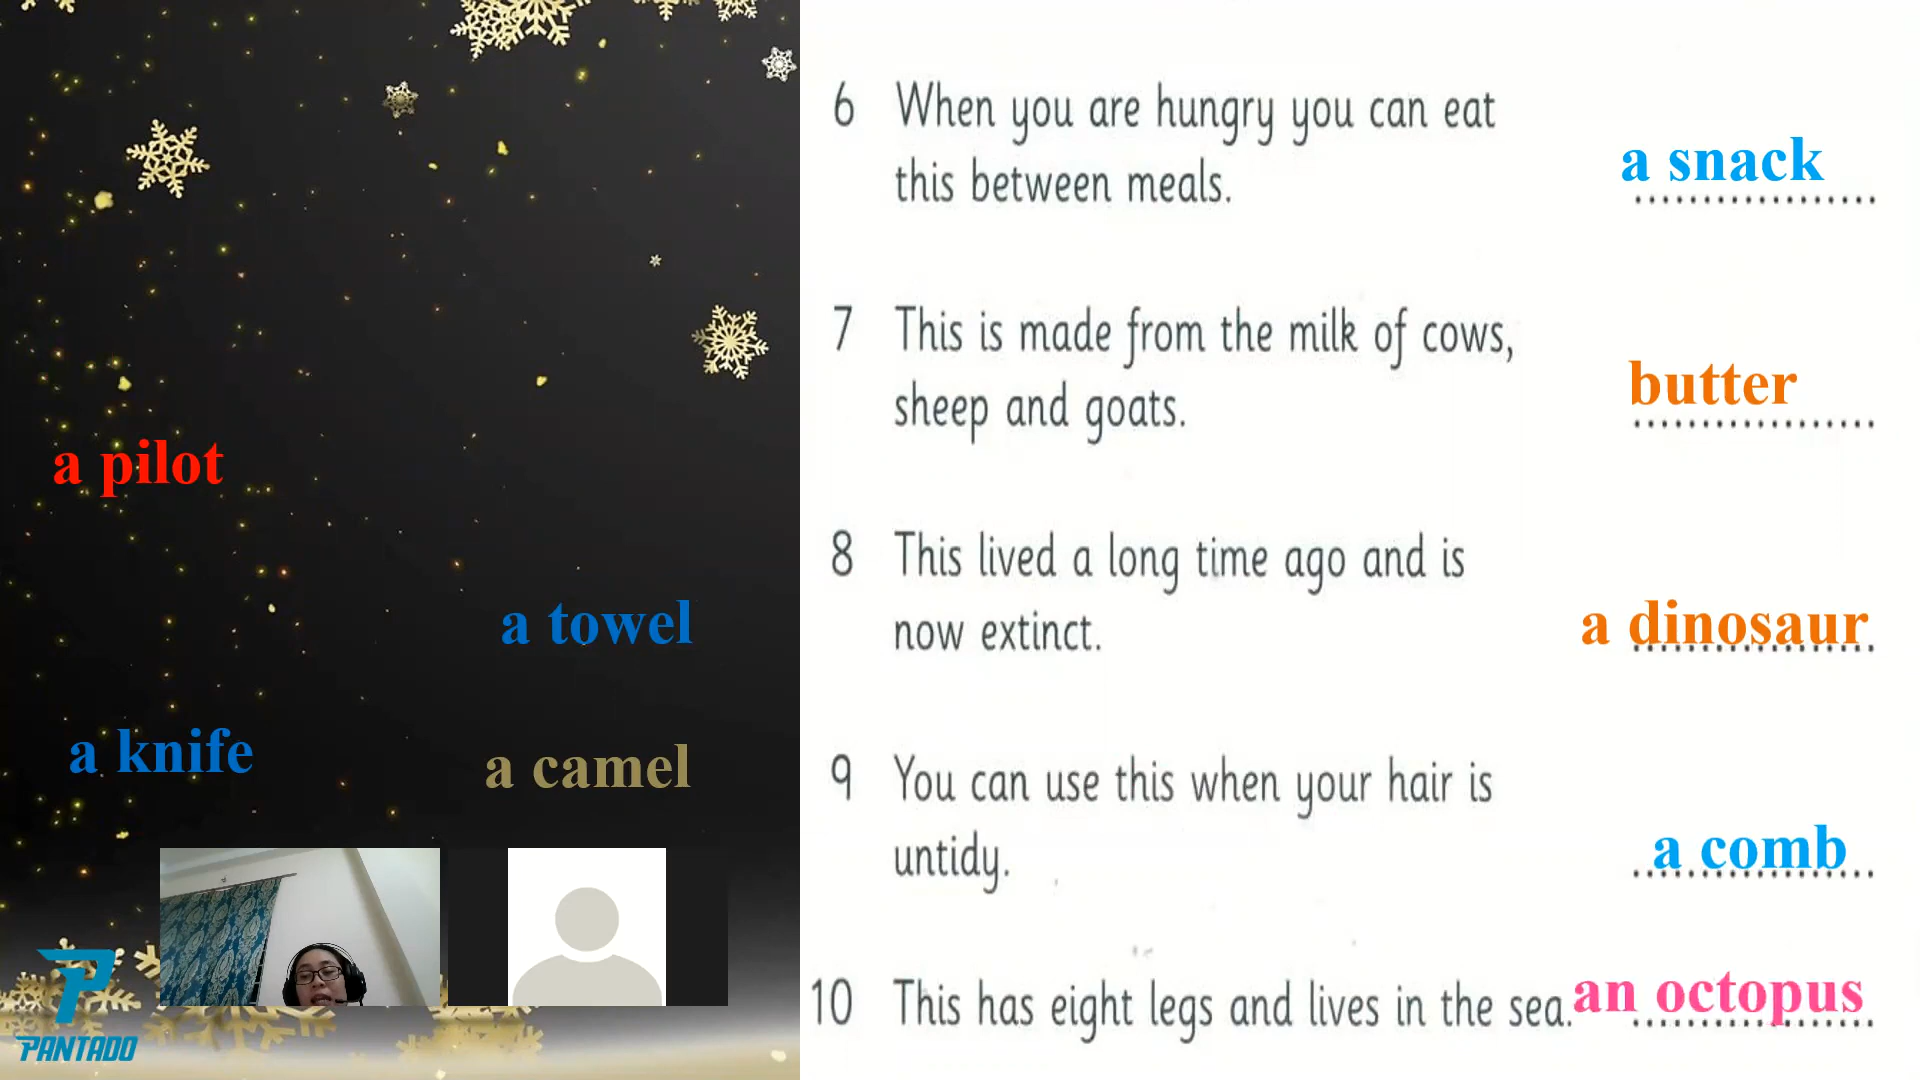 a pilot
a towel
a knife
a camel
PANTADO
6 When you are hungry you can eat
this between meals.
a snack
7 This is made from the milk of cows,
sheep and goats.
butter
8 This lived a long time ago and is
now extinct.
a dinosaur
9 You can use this when your hair is
untidy.
a comb
10 This has eight legs and lives in the sea.
an octopus